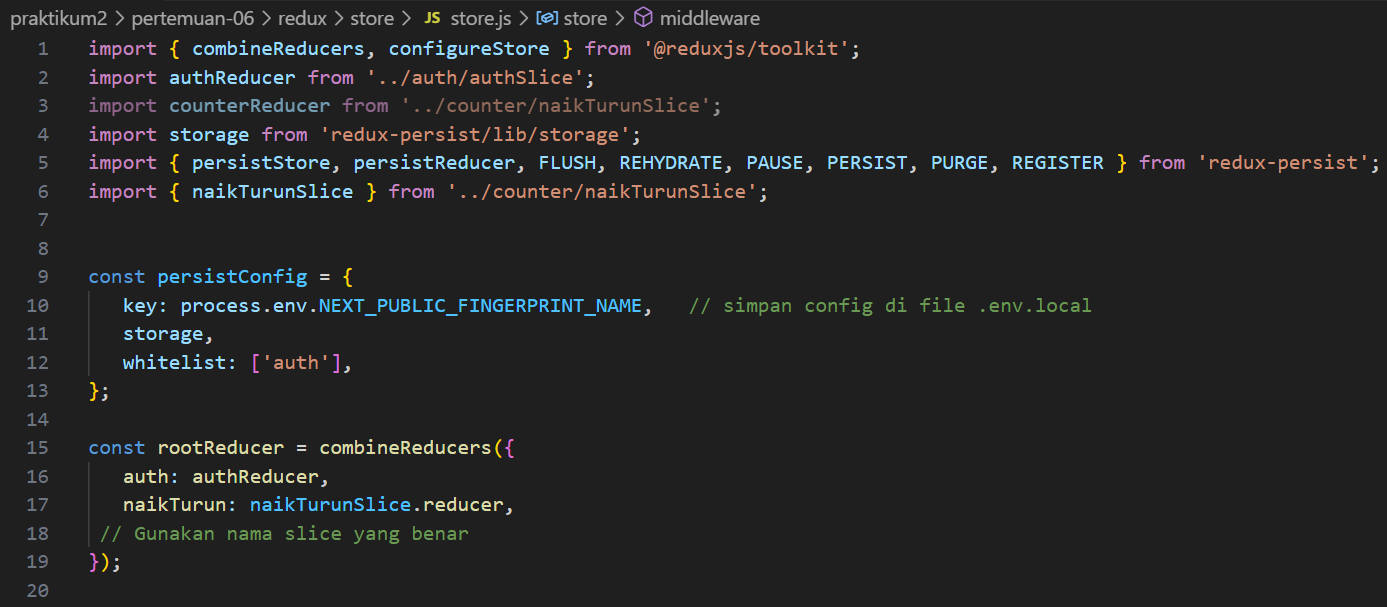 praktikum2 > pertemuan-06 > redux > store > JS store.js > store > middleware
1 import { combineReducers, configureStore } from '@reduxjs/toolkit';
2 import authReducer from '../auth/authSlice';
3 import counterReducer from '../counter/naikTurunSlice';
4 import storage from 'redux-persist/lib/storage';
5 import { persistStore, persistReducer, FLUSH, REHYDRATE, PAUSE, PERSIST, PURGE, REGISTER } from 'redux-persist';
6 import { naikTurunSlice } from '../counter/naikTurunSlice';
7
8
9 const persistConfig = {
10    key: process.env.NEXT_PUBLIC_FINGERPRINT_NAME,   // simpan config di file .env.local
11    storage,
12    whitelist: ['auth'],
13 };
14
15 const rootReducer = combineReducers({
16    auth: authReducer,
17    naikTurun: naikTurunSlice.reducer,
18  // Gunakan nama slice yang benar
19 });
20